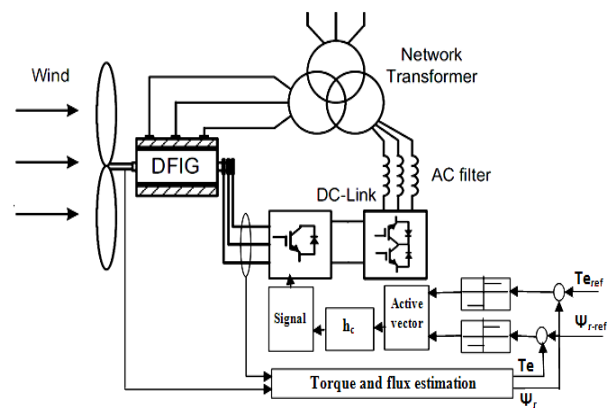 Network
Transformer
Wind
DFIG
AC filter
DC-Link
Te_ref
Signal
h_c
Active
vector
Ψ_r-ref
Te
Torque and flux estimation
Ψ_r